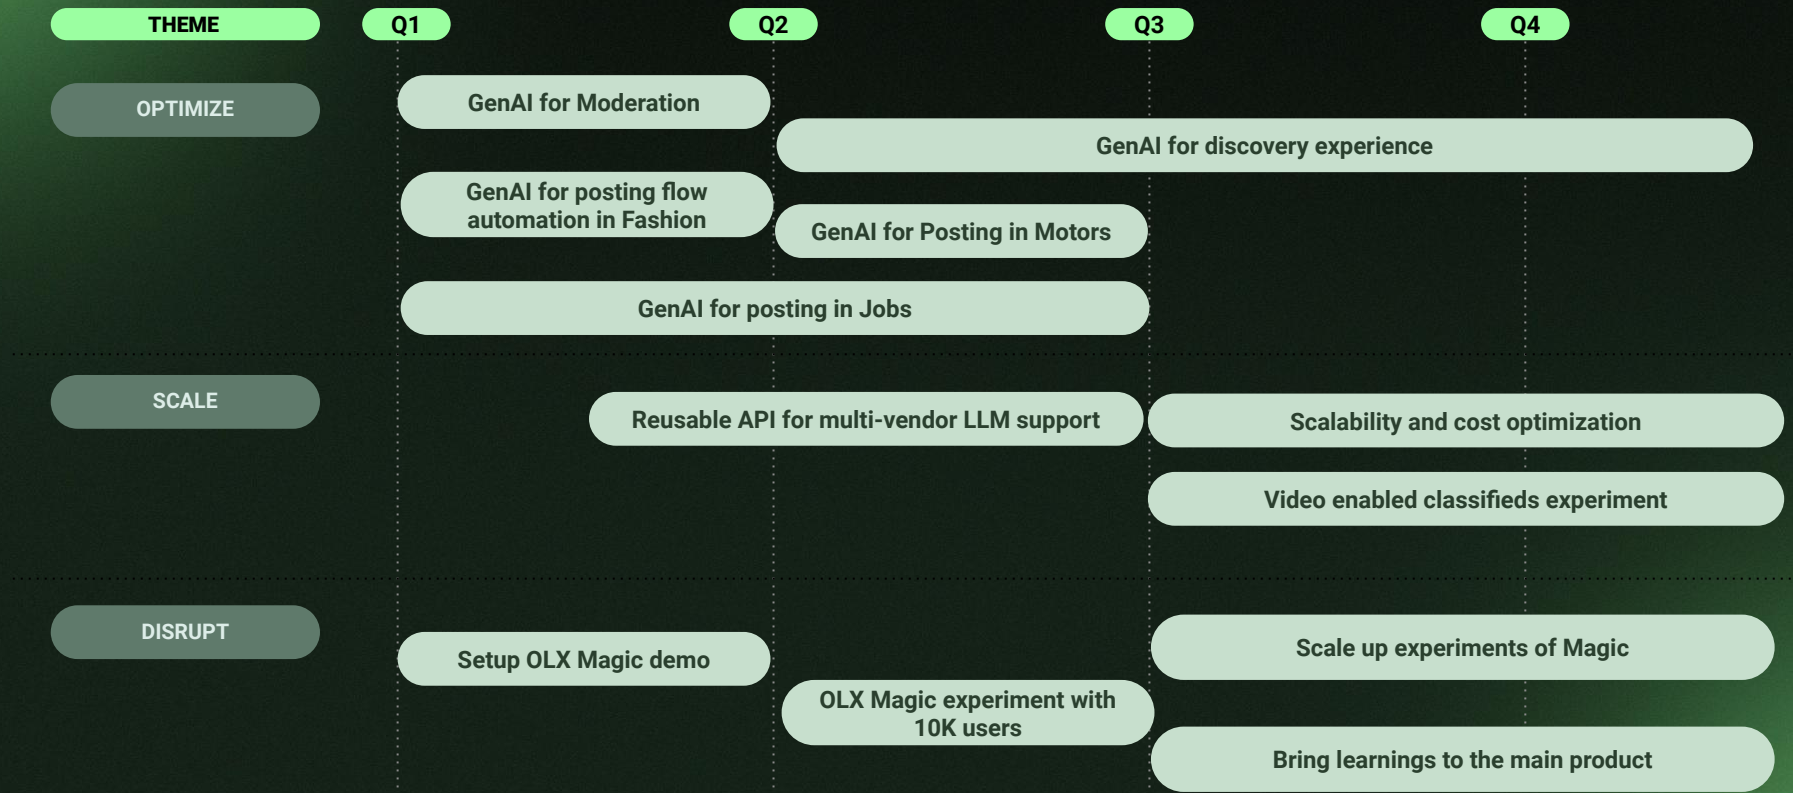 THEME
Q1
Q2
Q3
Q4
OPTIMIZE
GenAI for Moderation
GenAI for discovery experience
GenAI for posting flow
automation in Fashion
GenAI for Posting in Motors
GenAI for posting in Jobs
SCALE
Reusable API for multi-vendor LLM support
Scalability and cost optimization
Video enabled classifieds experiment
DISRUPT
Setup OLX Magic demo
Scale up experiments of Magic
OLX Magic experiment with
10K users
Bring learnings to the main product